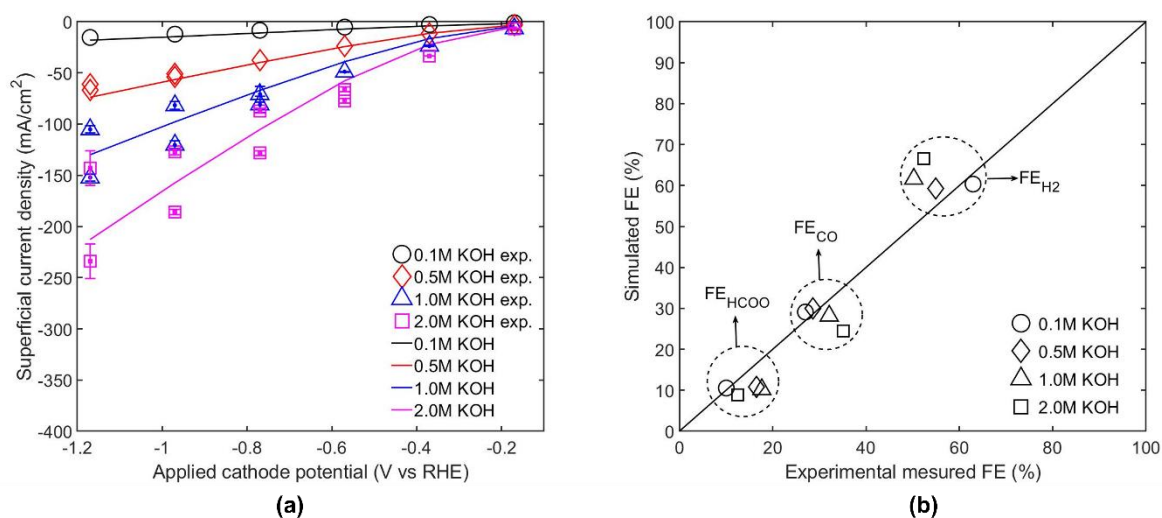 0
-50
-100
-150
-200
-250
-300
-350
-400
Superficial current density (mA/cm²)
0.1M KOH exp.
0.5M KOH exp.
1.0M KOH exp.
2.0M KOH exp.
0.1M KOH
0.5M KOH
1.0M KOH
2.0M KOH
-1.2 -1 -0.8 -0.6 -0.4 -0.2
Applied cathode potential (V vs RHE)
(a)
100
90
80
70
60
50
40
30
20
10
0
Simulated FE (%)
FE_H2
FE_CO
FE_HCOO
0.1M KOH
0.5M KOH
1.0M KOH
2.0M KOH
0 20 40 60 80 100
Experimental mesured FE (%)
(b)